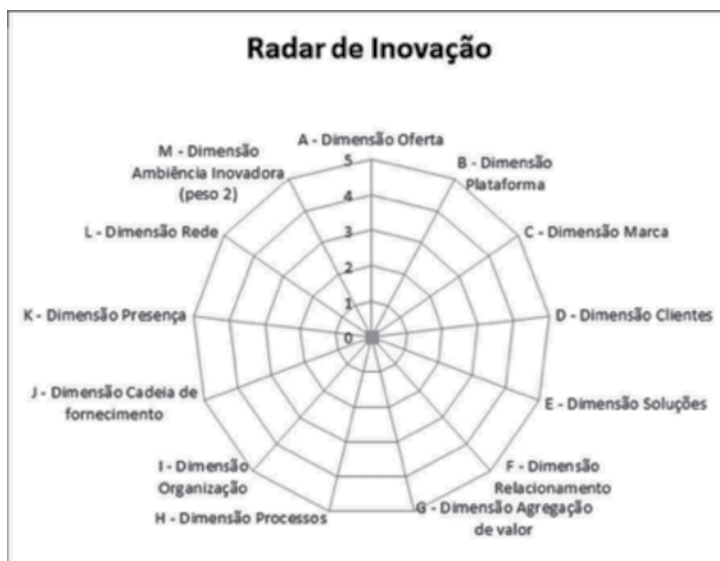 Radar de Inovação
A - Dimensão Oferta
B - Dimensão
Plataforma
C - Dimensão Marca
D - Dimensão Clientes
E - Dimensão Soluções
F - Dimensão
Relacionamento
G - Dimensão Agregação
de valor
H - Dimensão Processos
I - Dimensão
Organização
J - Dimensão Cadeia de
fornecimento
K - Dimensão Presença
L - Dimensão Rede
M - Dimensão
Ambiência Inovadora
(peso 2)
5
4
3
2
1
0